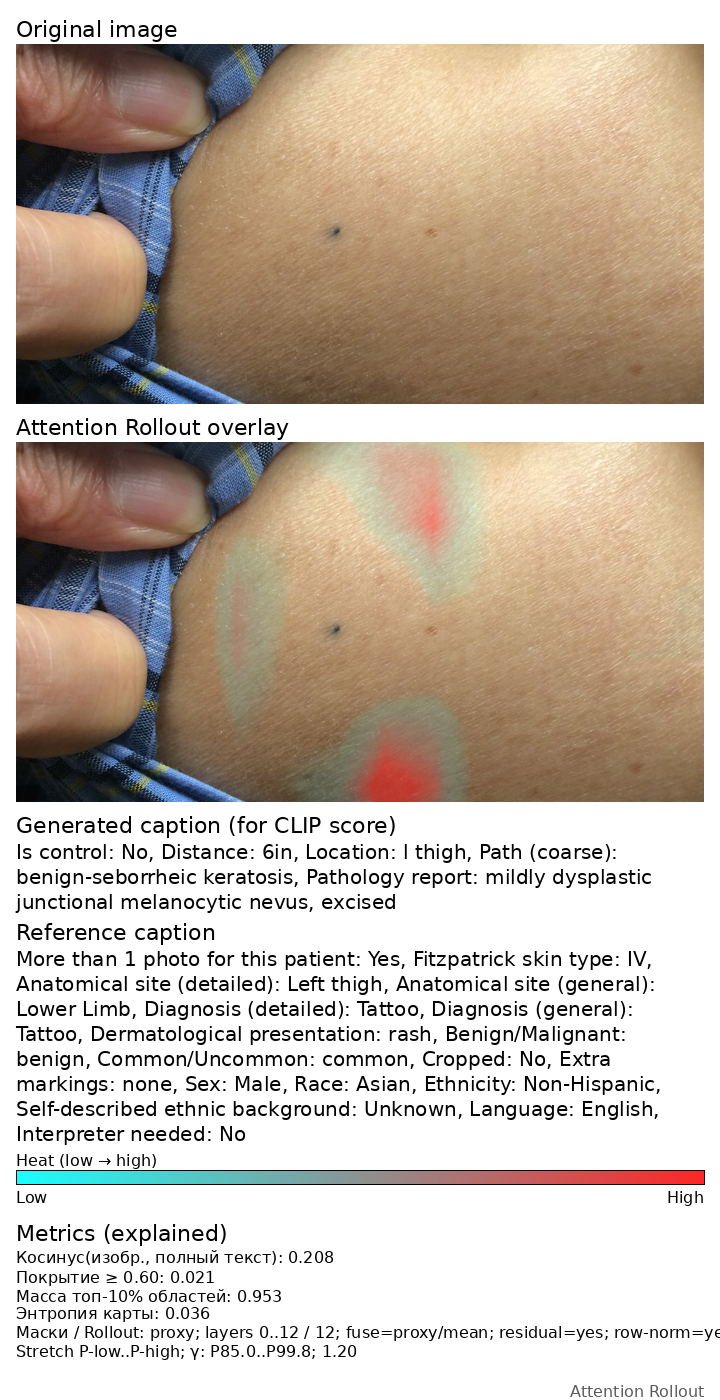 Original image
Attention Rollout overlay
Generated caption (for CLIP score)
Is control: No, Distance: 6in, Location: l thigh, Path (coarse):
benign-seborrheic keratosis, Pathology report: mildly dysplastic
junctional melanocytic nevus, excised
Reference caption
More than 1 photo for this patient: Yes, Fitzpatrick skin type: IV,
Anatomical site (detailed): Left thigh, Anatomical site (general):
Lower Limb, Diagnosis (detailed): Tattoo, Diagnosis (general):
Tattoo, Dermatological presentation: rash, Benign/Malignant:
benign, Common/Uncommon: common, Cropped: No, Extra
markings: none, Sex: Male, Race: Asian, Ethnicity: Non-Hispanic,
Self-described ethnic background: Unknown, Language: English,
Interpreter needed: No
Heat (low → high)
Low High
Metrics (explained)
Косинус(изобр., полный текст): 0.208
Покрытие ≥ 0.60: 0.021
Масса топ-10% областей: 0.953
Энтропия карты: 0.036
Маски / Rollout: proxy; layers 0..12 / 12; fuse=proxy/mean; residual=yes; row-norm=ye
Stretch P-low..P-high; γ: P85.0..P99.8; 1.20
Attention Rollout